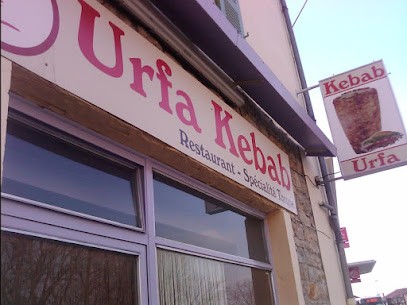 Urfa Kebab
Restaurant - Spécialité
Kebab
Urfa